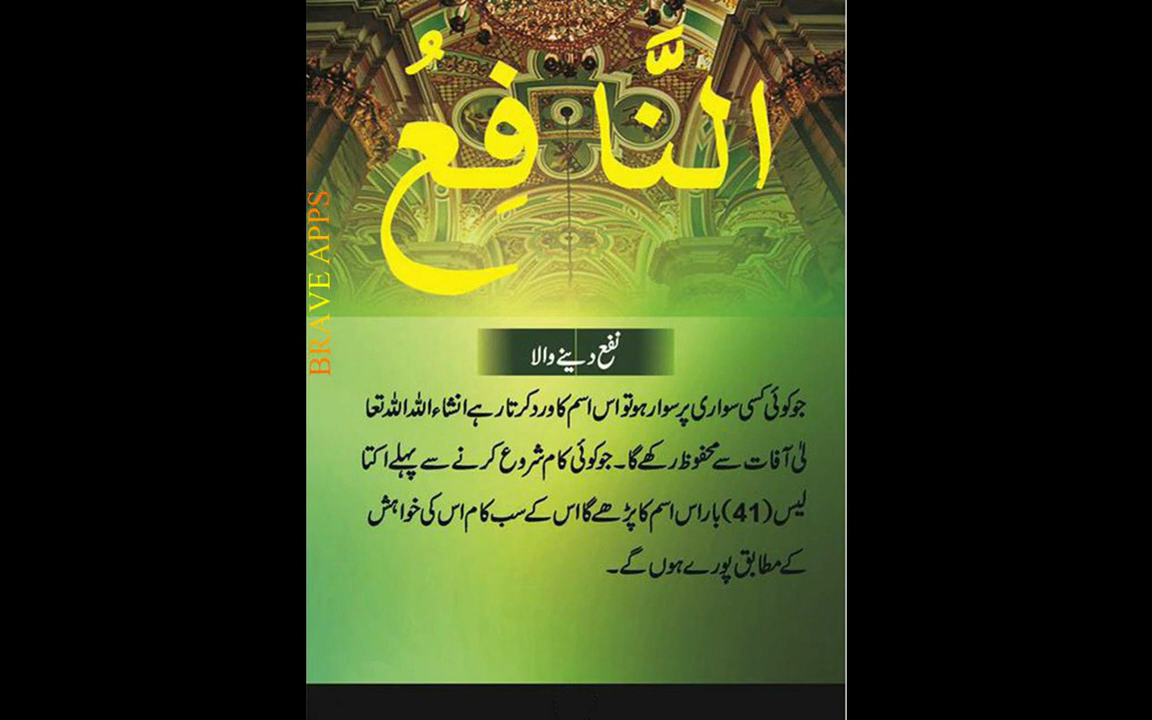 النَّافِعُ
BRAVE APPS
نفع دینے والا
جو کوئی کسی سواری پر سوار ہو تو اس اسم کا ورد کرتا رہے انشاء اللہ اللہ تعا
لیٰ آفات سے محفوظ رکھے گا۔ جو کوئی کام شروع کرنے سے پہلے اکتا
لیس (41) بار اس اسم کا پڑھے گا اس کے سب کام اس کی خواہش
کے مطابق پورے ہوں گے۔